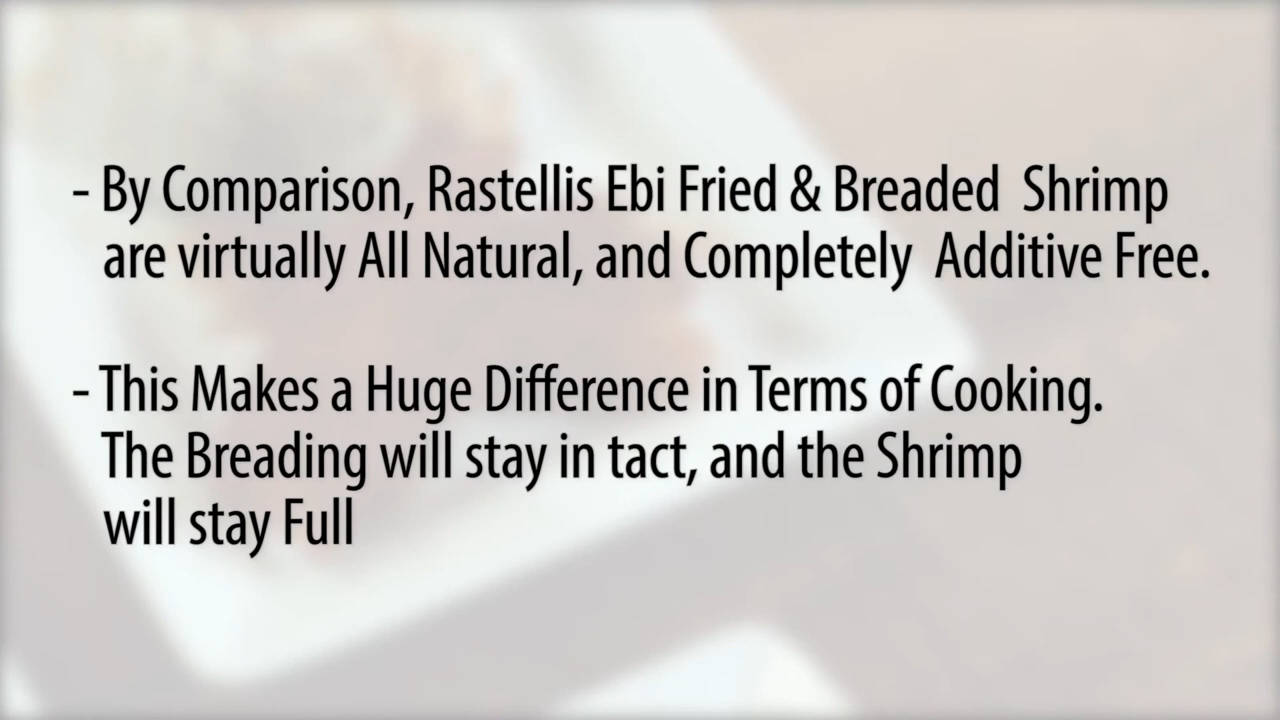 - By Comparison, Rastellis Ebi Fried & Breaded  Shrimp
are virtually All Natural, and Completely  Additive Free.
- This Makes a Huge Difference in Terms of Cooking.
The Breading will stay in tact, and the Shrimp
will stay Full